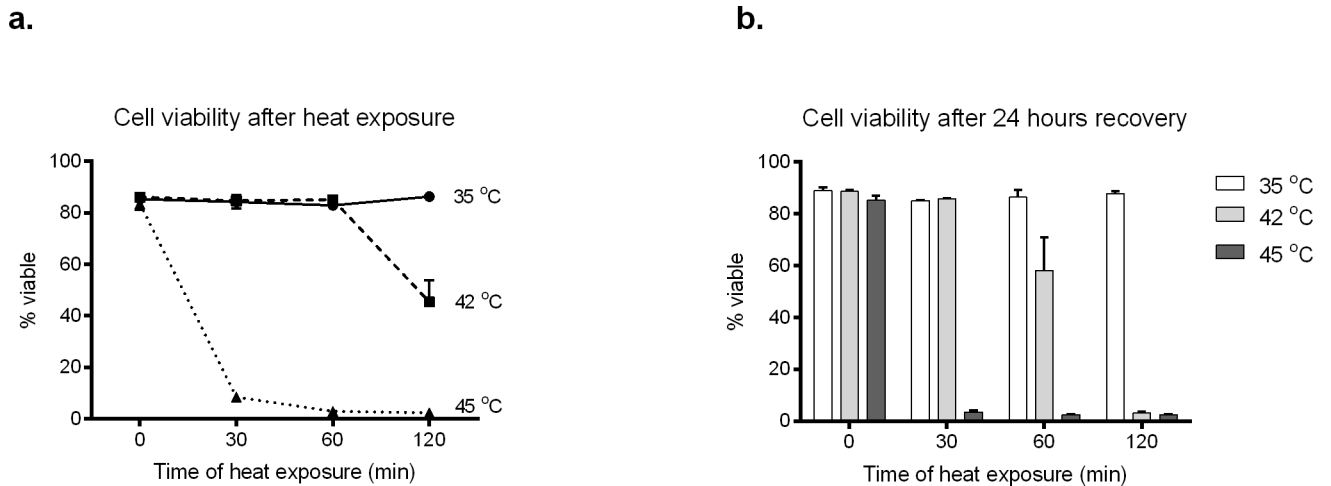 a.
Cell viability after heat exposure
% viable
100
80
60
40
20
0
35 °C
42 °C
45 °C
0 30 60 120
Time of heat exposure (min)
b.
Cell viability after 24 hours recovery
% viable
100
80
60
40
20
0
0 30 60 120
Time of heat exposure (min)
35 °C
42 °C
45 °C